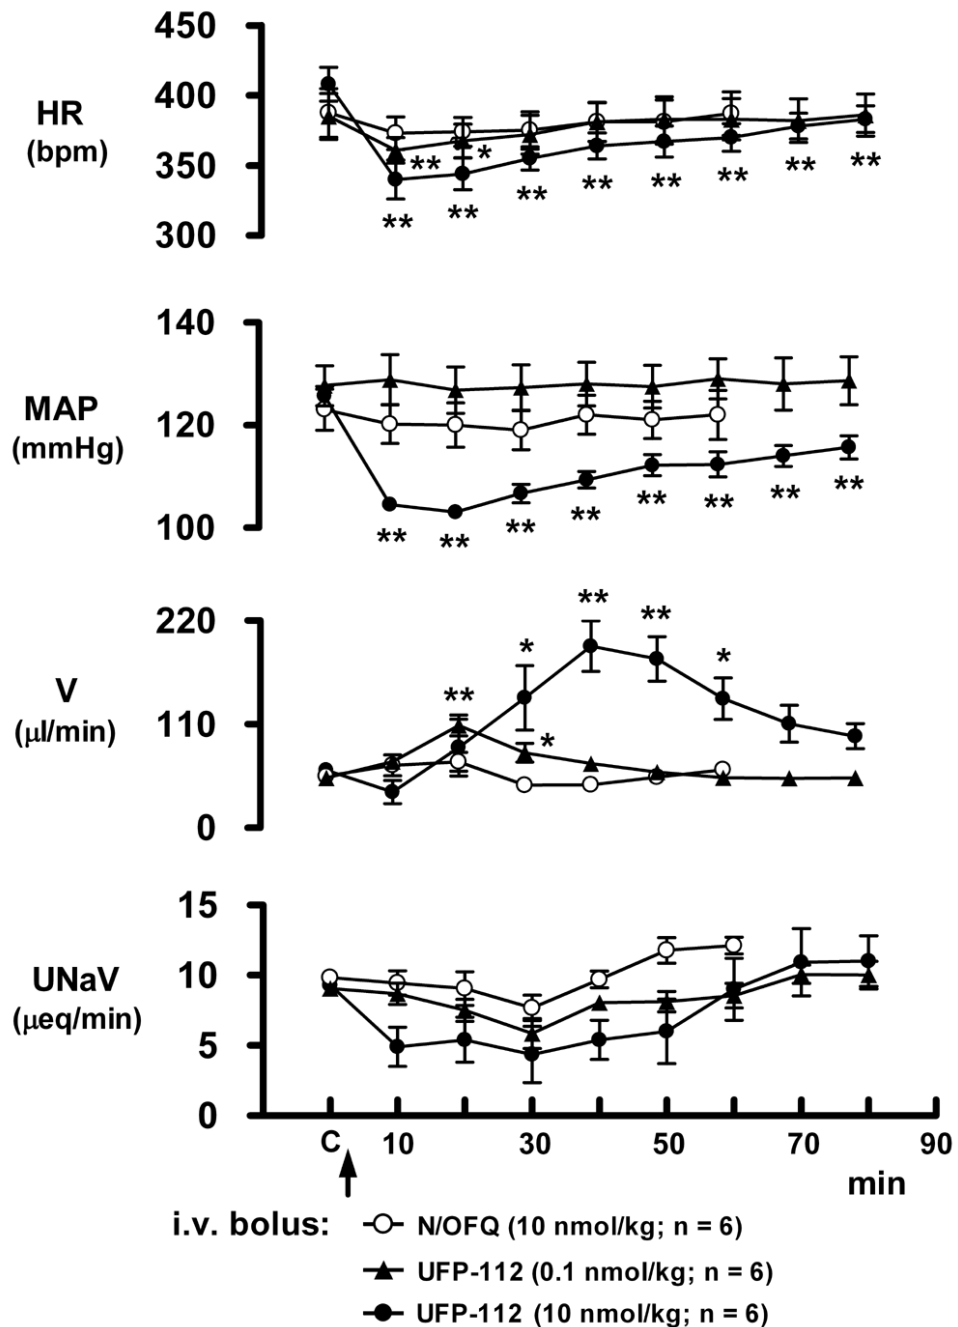 450
HR
(bpm)
400
350
300
**
*
**
**
**
**
**
**
**
**
140
MAP
(mmHg)
120
100
**
**
**
**
**
**
**
**
220
V
(µl/min)
110
0
**
*
*
**
**
*
15
UNaV
(µeq/min)
10
5
0
C 10 30 50 70 90
min
i.v. bolus: N/OFQ (10 nmol/kg; n = 6)
UFP-112 (0.1 nmol/kg; n = 6)
UFP-112 (10 nmol/kg; n = 6)